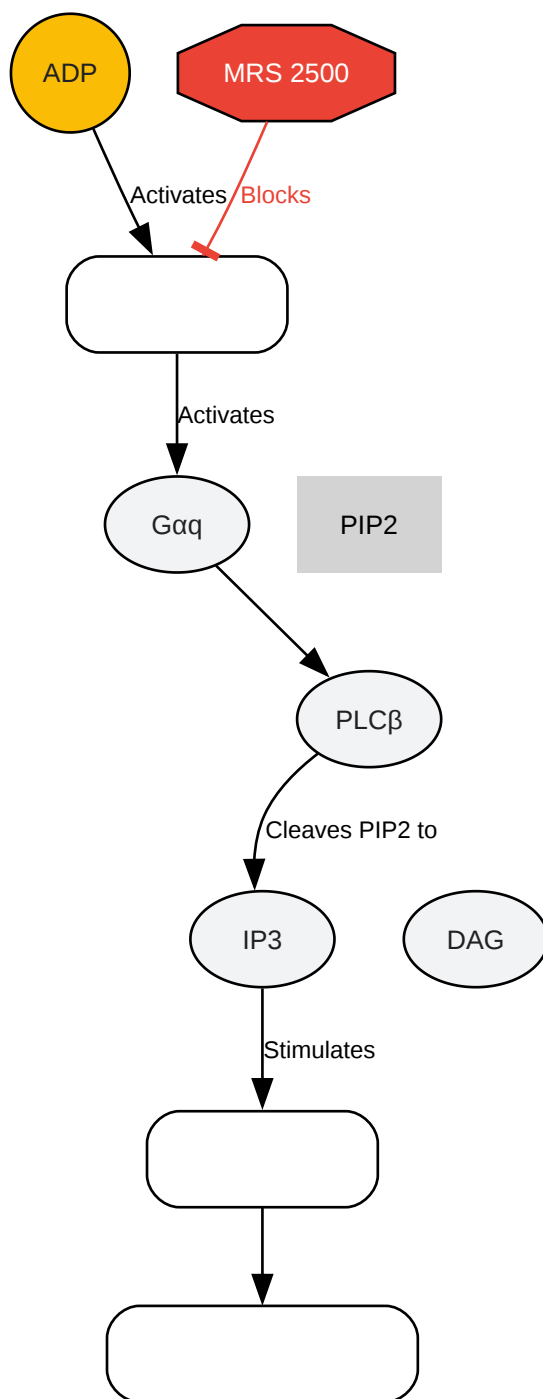 ADP
MRS 2500
Activates
Blocks
Activates
Gαq
PIP2
PLCβ
Cleaves PIP2 to
IP3
DAG
Stimulates